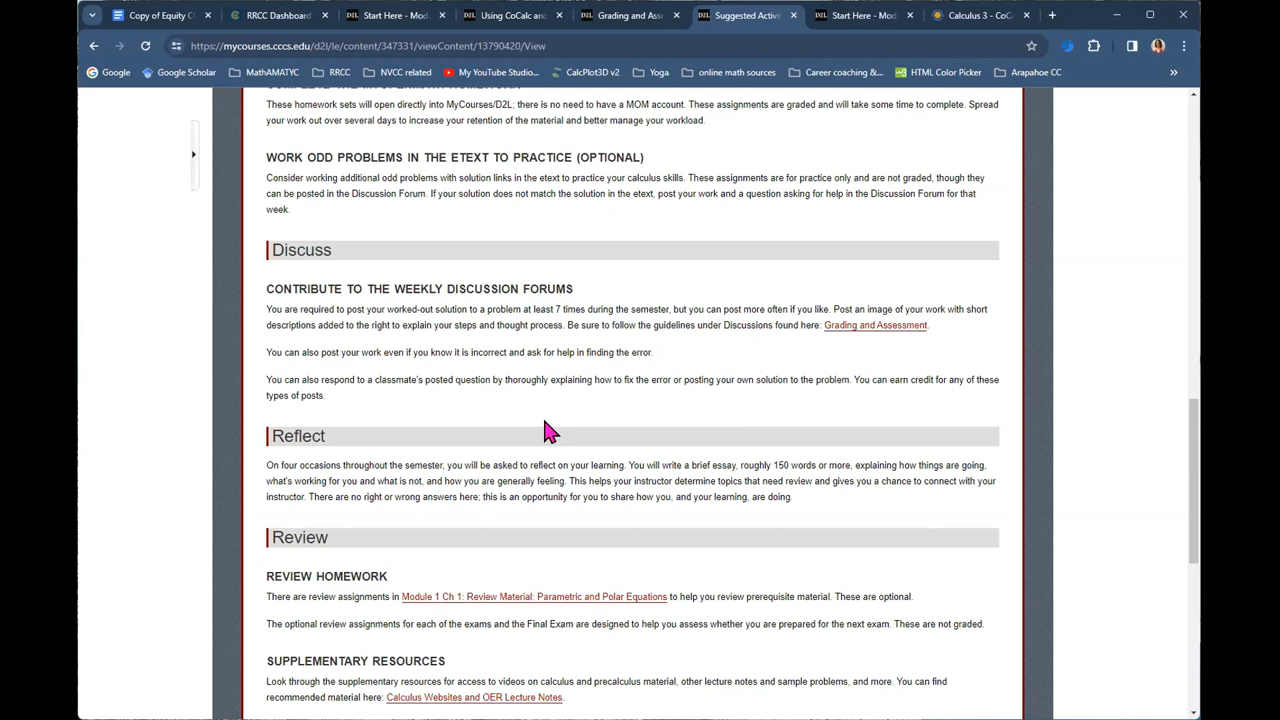 Copy of Equity C
RRCC Dashboard
Start Here - Mod
Using CoCalc and
Grading and Asse
Suggested Activit
Start Here - Mod
Calculus 3 - CoC
https://mycourses.cccs.edu/d2l/le/content/347331/viewContent/13790420/View
Google
Google Scholar
MathAMATYC
RRCC
NVCC related
My YouTube Studio...
CalcPlot3D v2
Yoga
online math sources
Career coaching &...
HTML Color Picker
Arapahoe CC
These homework sets will open directly into MyCourses/D2L; there is no need to have a MOM account. These assignments are graded and will take some time to complete. Spread
your work out over several days to increase your retention of the material and better manage your workload.
WORK ODD PROBLEMS IN THE ETEXT TO PRACTICE (OPTIONAL)
Consider working additional odd problems with solution links in the etext to practice your calculus skills. These assignments are for practice only and are not graded, though they
can be posted in the Discussion Forum. If your solution does not match the solution in the etext, post your work and a question asking for help in the Discussion Forum for that
week.
Discuss
CONTRIBUTE TO THE WEEKLY DISCUSSION FORUMS
You are required to post your worked-out solution to a problem at least 7 times during the semester, but you can post more often if you like. Post an image of your work with short
descriptions added to the right to explain your steps and thought process. Be sure to follow the guidelines under Discussions found here: Grading and Assessment.
You can also post your work even if you know it is incorrect and ask for help in finding the error.
You can also respond to a classmate's posted question by thoroughly explaining how to fix the error or posting your own solution to the problem. You can earn credit for any of these
types of posts.
Reflect
On four occasions throughout the semester, you will be asked to reflect on your learning. You will write a brief essay, roughly 150 words or more, explaining how things are going,
what's working for you and what is not, and how you are generally feeling. This helps your instructor determine topics that need review and gives you a chance to connect with your
instructor. There are no right or wrong answers here; this is an opportunity for you to share how you, and your learning, are doing.
Review
REVIEW HOMEWORK
There are review assignments in Module 1 Ch 1: Review Material: Parametric and Polar Equations to help you review prerequisite material. These are optional.
The optional review assignments for each of the exams and the Final Exam are designed to help you assess whether you are prepared for the next exam. These are not graded.
SUPPLEMENTARY RESOURCES
Look through the supplementary resources for access to videos on calculus and precalculus material, other lecture notes and sample problems, and more. You can find
recommended material here: Calculus Websites and OER Lecture Notes.